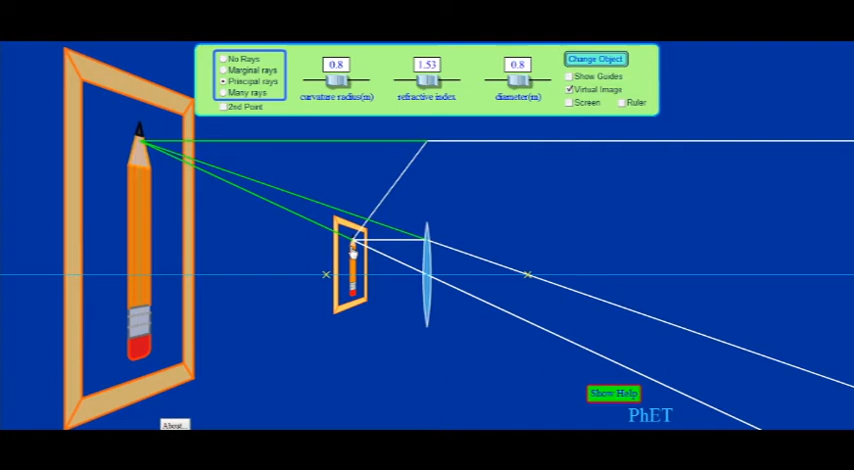 No Rays
Marginal rays
Principal rays
Many rays
2nd Point
0.8
curvature radius(m)
1.53
refractive index
0.8
diameter(m)
Change Object
Show Guides
Virtual Image
Screen
Ruler
Show Help
PhET
About...